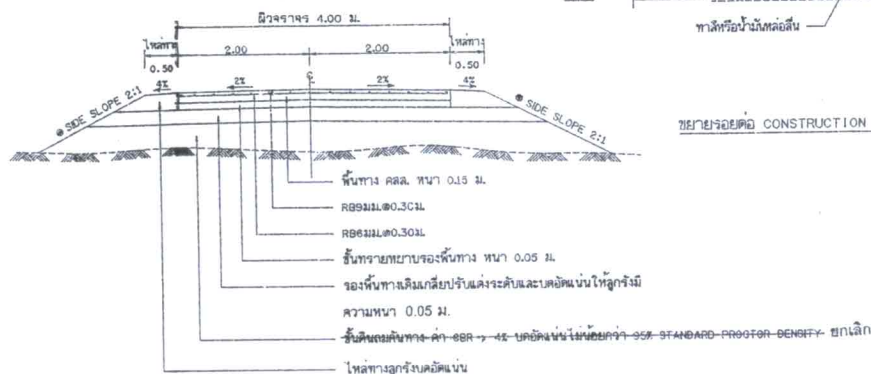 ผิวจราจร 4.00 ม.
ทาสีหรือน้ำมันหล่อลื่น
ไหล่ทาง 2.00 2.00 ไหล่ทาง
0.50 0.50
4% 2% ℄ 2% 4%
SIDE SLOPE 2:1 SIDE SLOPE 2:1
ขยายรอยต่อ CONSTRUCTION
พื้นทาง คสล. หนา 0.15 ม.
RB9มม.@0.30ม.
RB6มม.@0.30ม.
ชั้นทรายหยาบรองพื้นทาง หนา 0.05 ม.
รองพื้นทางเดิมเกลี่ยปรับแต่งระดับและบดอัดแน่นให้ลูกรังมี
ความหนา 0.05 ม.
ชั้นดินถมคันทาง ค่า CBR > 4% บดอัดแน่นไม่น้อยกว่า 95% STANDARD PROCTOR DENSITY ยกเลิก
ไหล่ทางลูกรังบดอัดแน่น